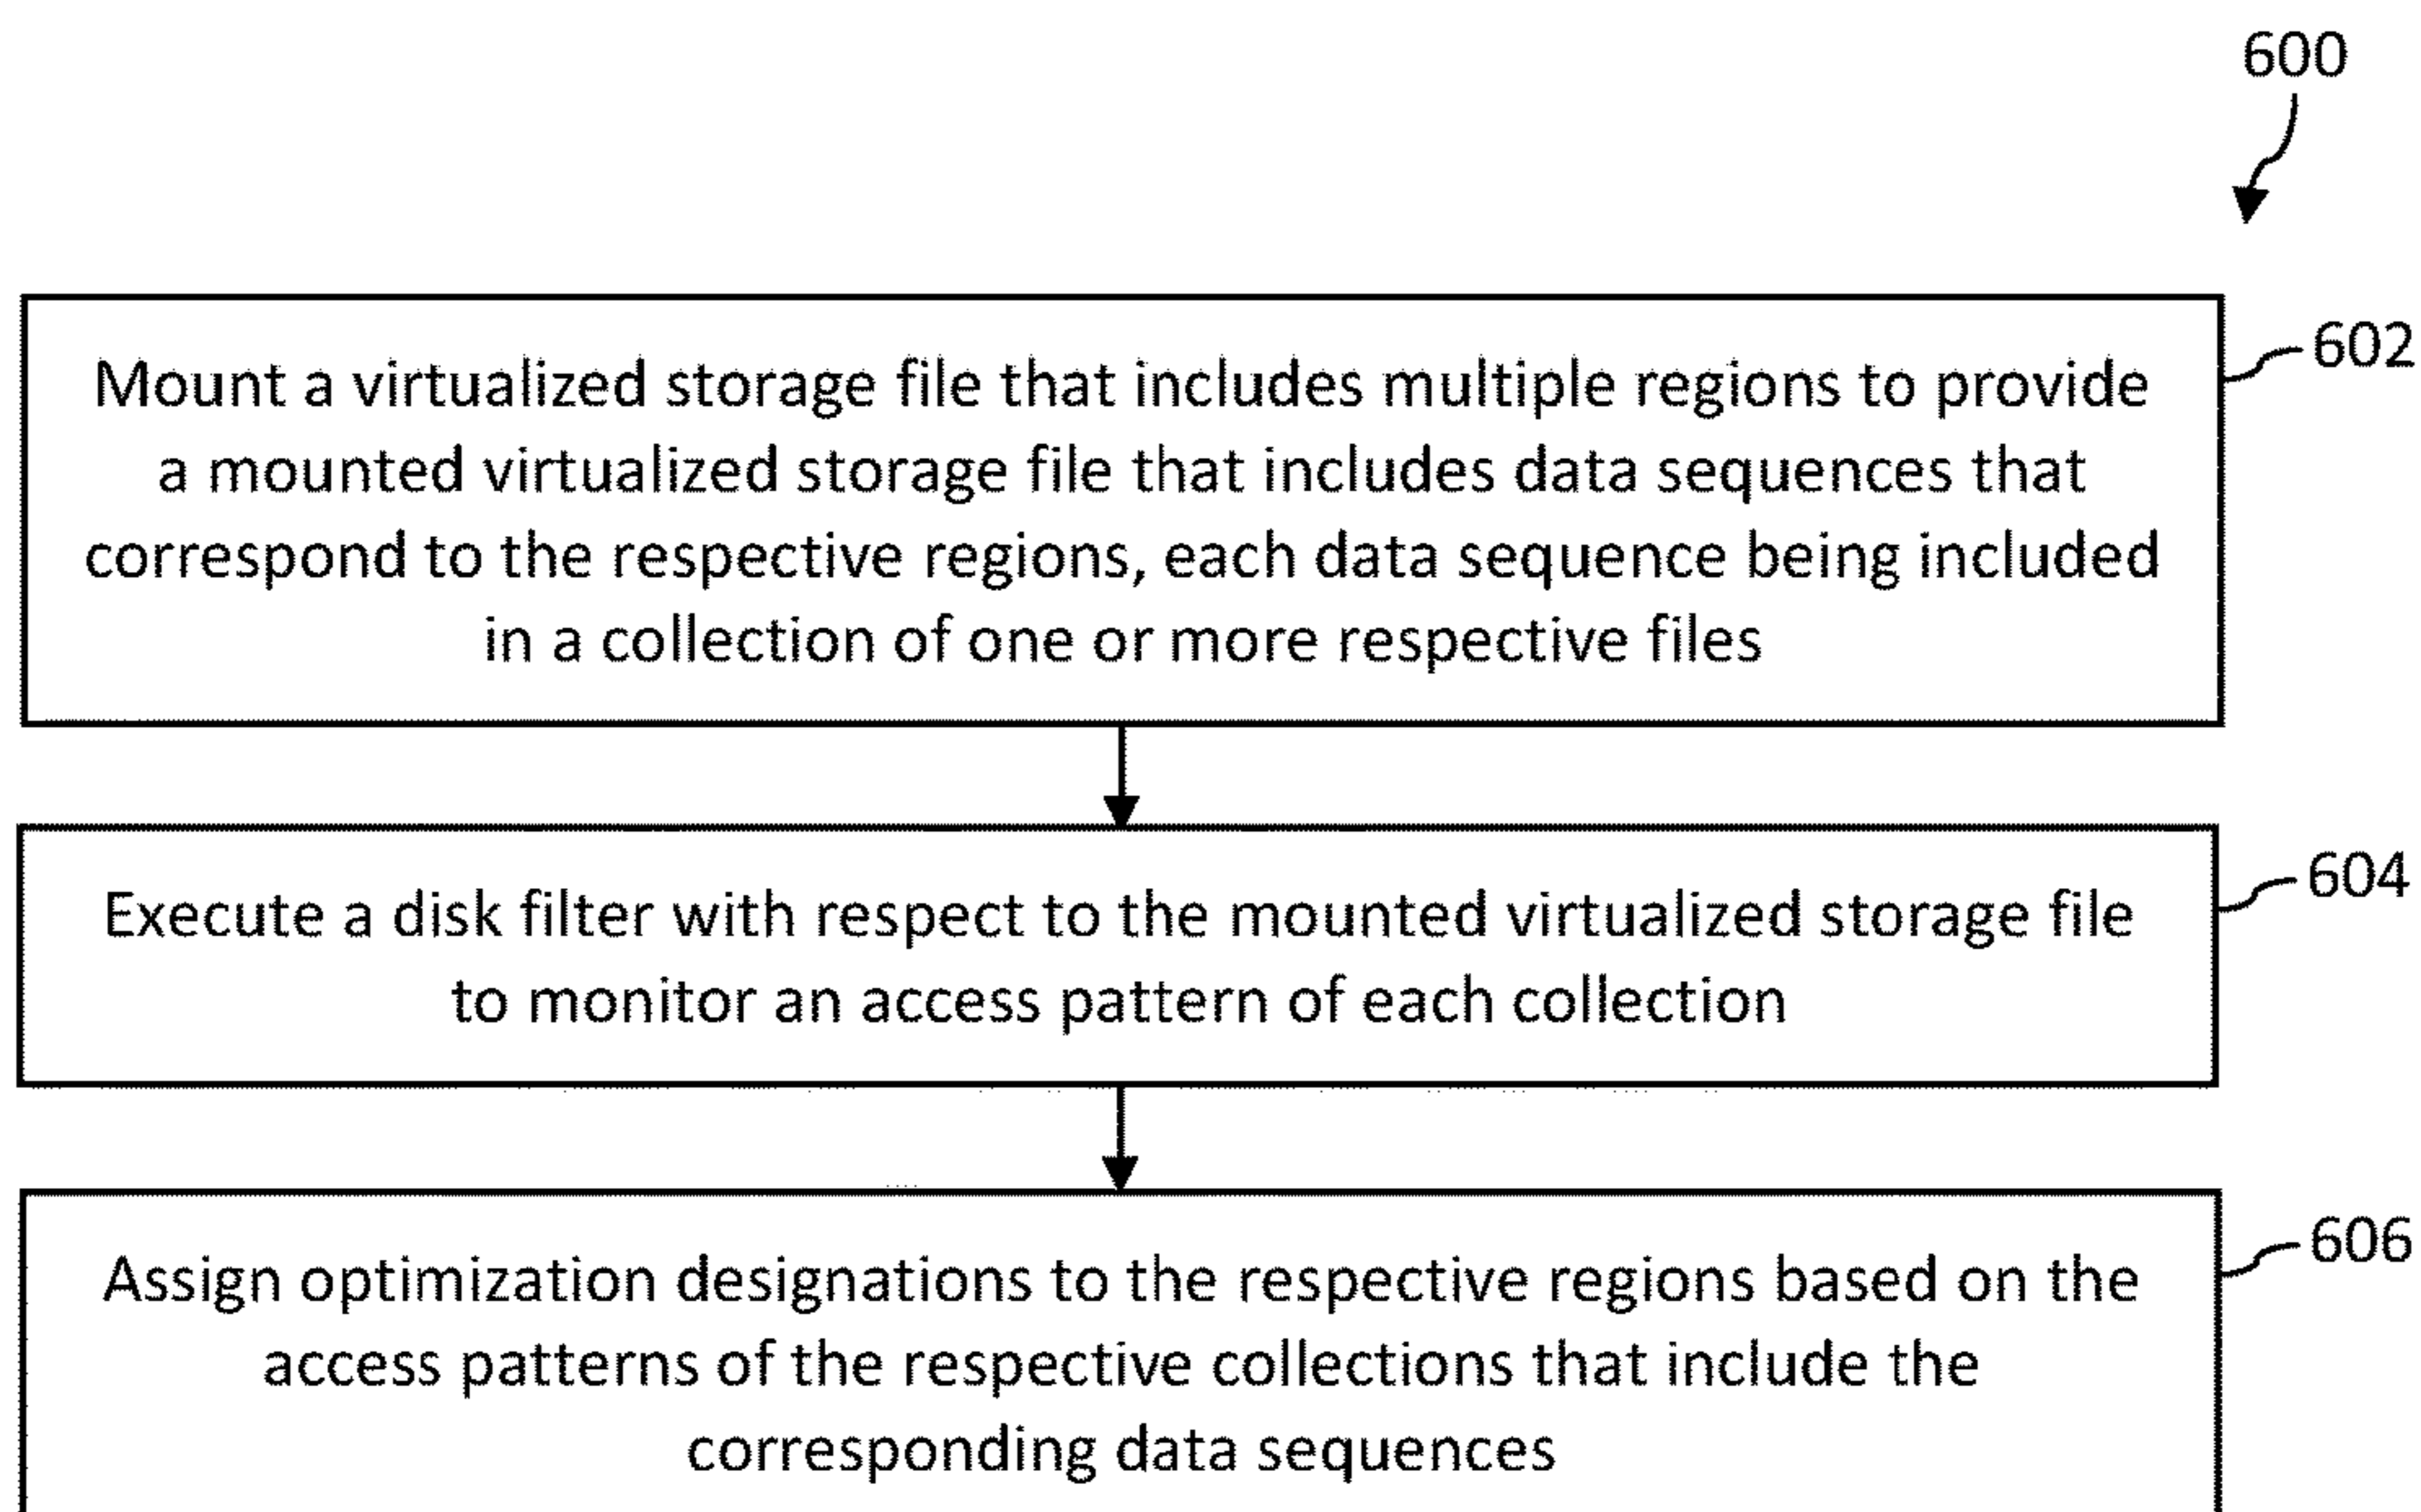 600
Mount a virtualized storage file that includes multiple regions to provide
602
a mounted virtualized storage file that includes data sequences that
correspond to the respective regions, each data sequence being included
in a collection of one or more respective files
Execute a disk filter with respect to the mounted virtualized storage file
604
to monitor an access pattern of each collection
Assign optimization designations to the respective regions based on the
606
access patterns of the respective collections that include the
corresponding data sequences